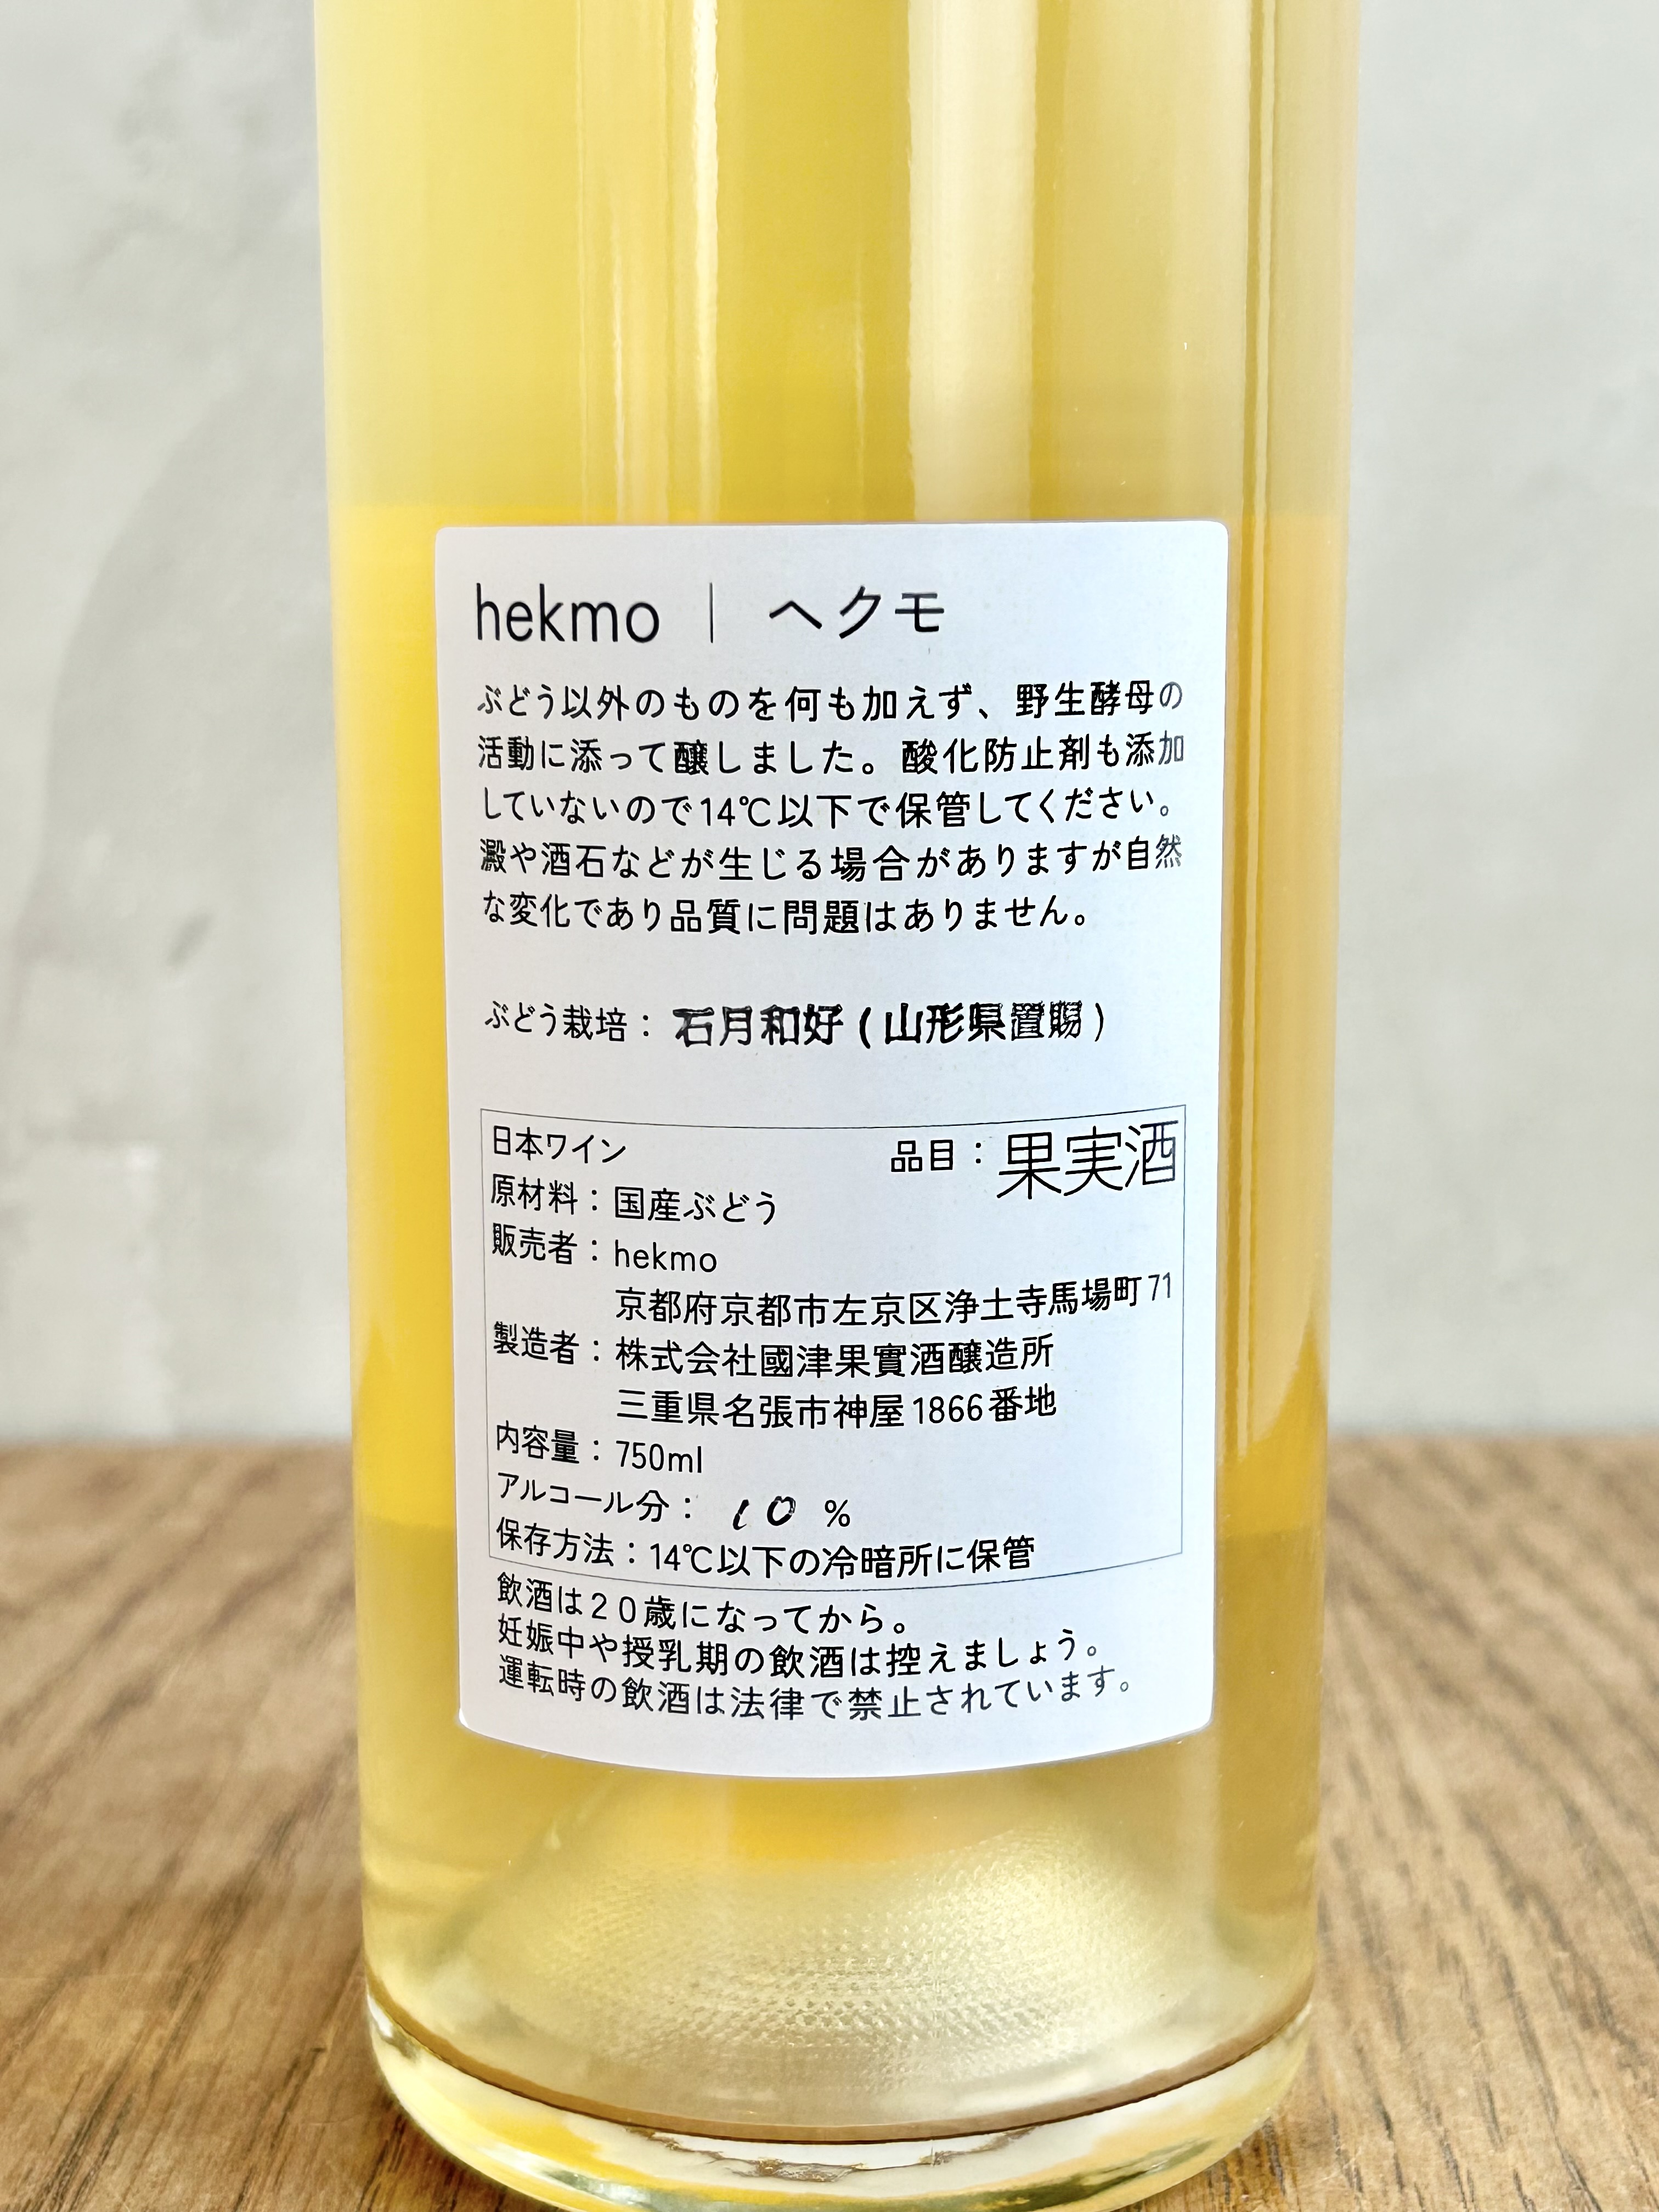 hekmo | ヘクモ
ぶどう以外のものを何も加えず、野生酵母の
活動に添って醸しました。酸化防止剤も添加
していないので14℃以下で保管してください。
澱や酒石などが生じる場合がありますが自然
な変化であり品質に問題はありません。
ぶどう栽培：石月和好(山形県置賜)
日本ワイン 品目：果実酒
原材料：国産ぶどう
販売者：hekmo
京都府京都市左京区浄土寺馬場町71
製造者：株式会社國津果實酒醸造所
三重県名張市神屋1866番地
内容量：750ml
アルコール分：10%
保存方法：14℃以下の冷暗所に保管
飲酒は20歳になってから。
妊娠中や授乳期の飲酒は控えましょう。
運転時の飲酒は法律で禁止されています。